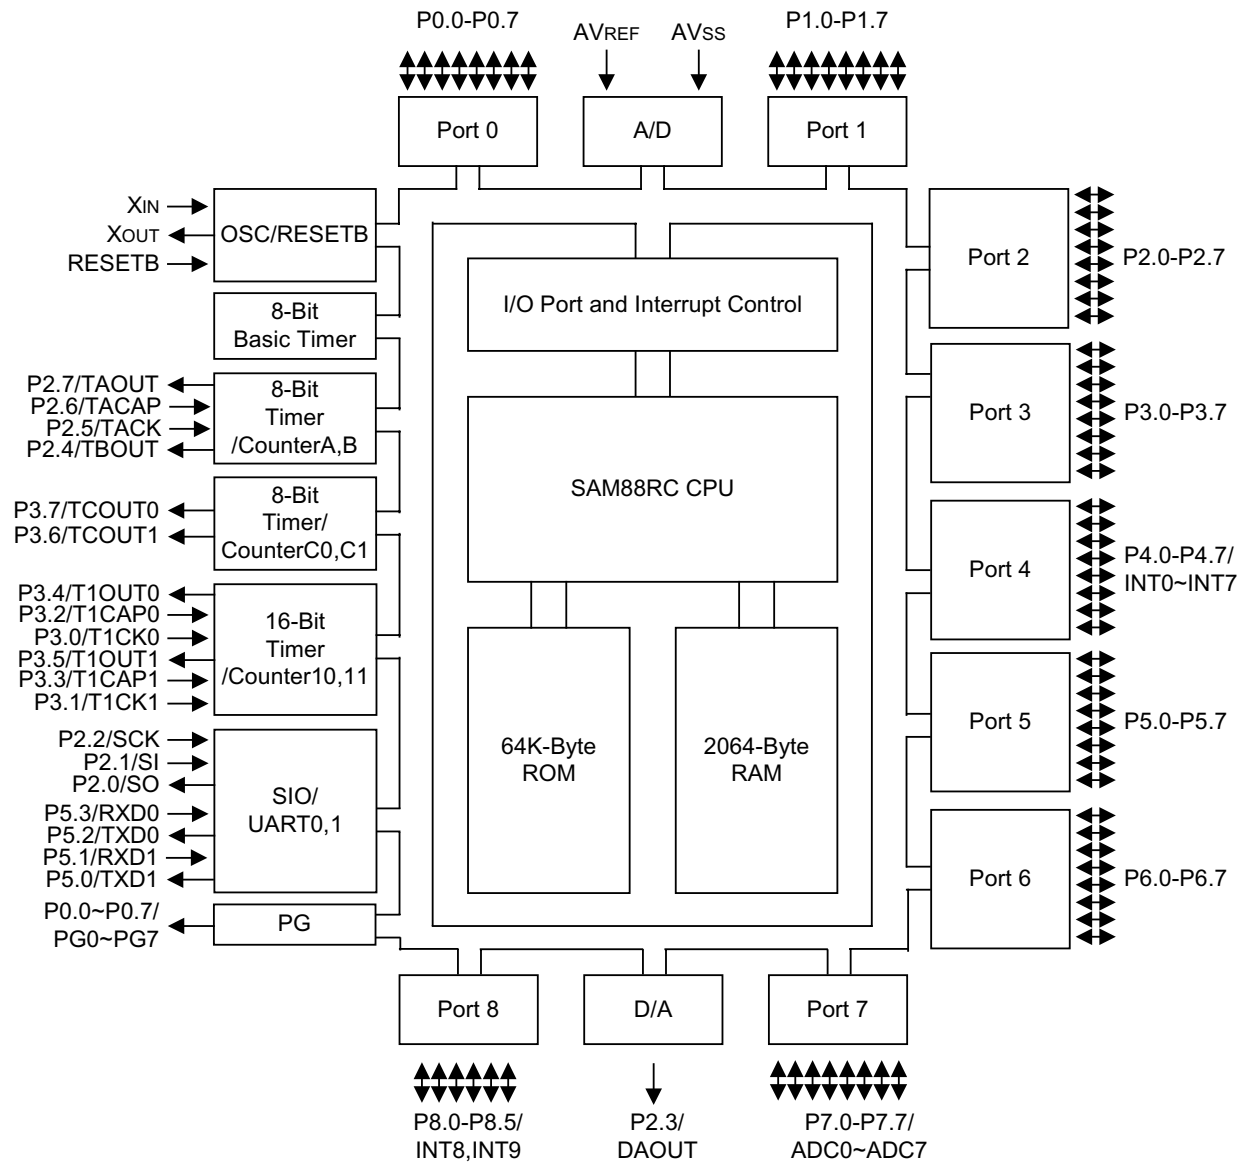 P0.0-P0.7
AVREF
AVSS
P1.0-P1.7
Port 0
A/D
Port 1
XIN
XOUT
RESETB
OSC/RESETB
Port 2
P2.0-P2.7
I/O Port and Interrupt Control
8-Bit
Basic Timer
P2.7/TAOUT
P2.6/TACAP
P2.5/TACK
P2.4/TBOUT
8-Bit
Timer
/CounterA,B
Port 3
P3.0-P3.7
SAM88RC CPU
P3.7/TCOUT0
P3.6/TCOUT1
8-Bit
Timer/
CounterC0,C1
Port 4
P4.0-P4.7/
INT0~INT7
P3.4/T1OUT0
P3.2/T1CAP0
P3.0/T1CK0
P3.5/T1OUT1
P3.3/T1CAP1
P3.1/T1CK1
16-Bit
Timer
/Counter10,11
Port 5
P5.0-P5.7
64K-Byte
ROM
2064-Byte
RAM
P2.2/SCK
P2.1/SI
P2.0/SO
P5.3/RXD0
P5.2/TXD0
P5.1/RXD1
P5.0/TXD1
SIO/
UART0,1
Port 6
P6.0-P6.7
P0.0~P0.7/
PG0~PG7
PG
Port 8
D/A
Port 7
P8.0-P8.5/
INT8,INT9
P2.3/
DAOUT
P7.0-P7.7/
ADC0~ADC7